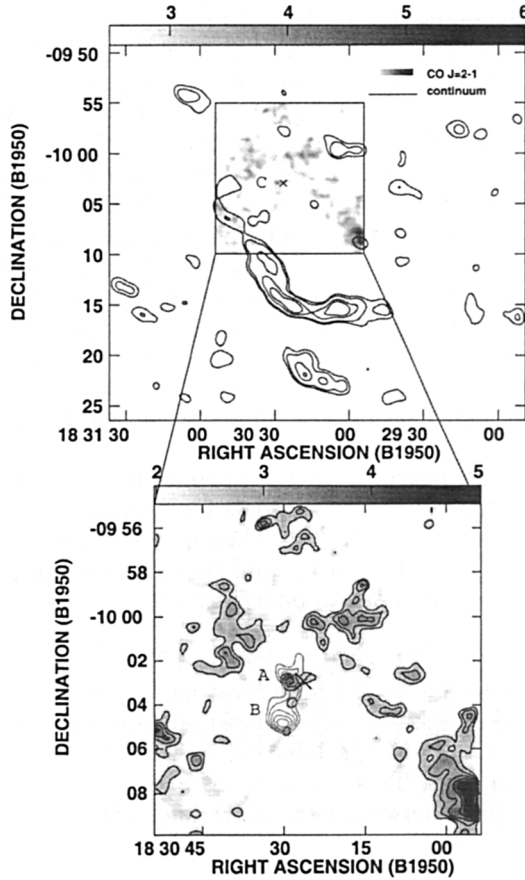 3 4 5 6
-09 50
CO J=2-1
continuum
55
-10 00
C
05
10
15
20
25
DECLINATION (B1950)
18 31 30 00 30 30 00 29 30 00
RIGHT ASCENSION (B1950)
2 3 4 5
-09 56
58
-10 00
02
A
04
B
06
08
DECLINATION (B1950)
18 30 45 30 15 00
RIGHT ASCENSION (B1950)